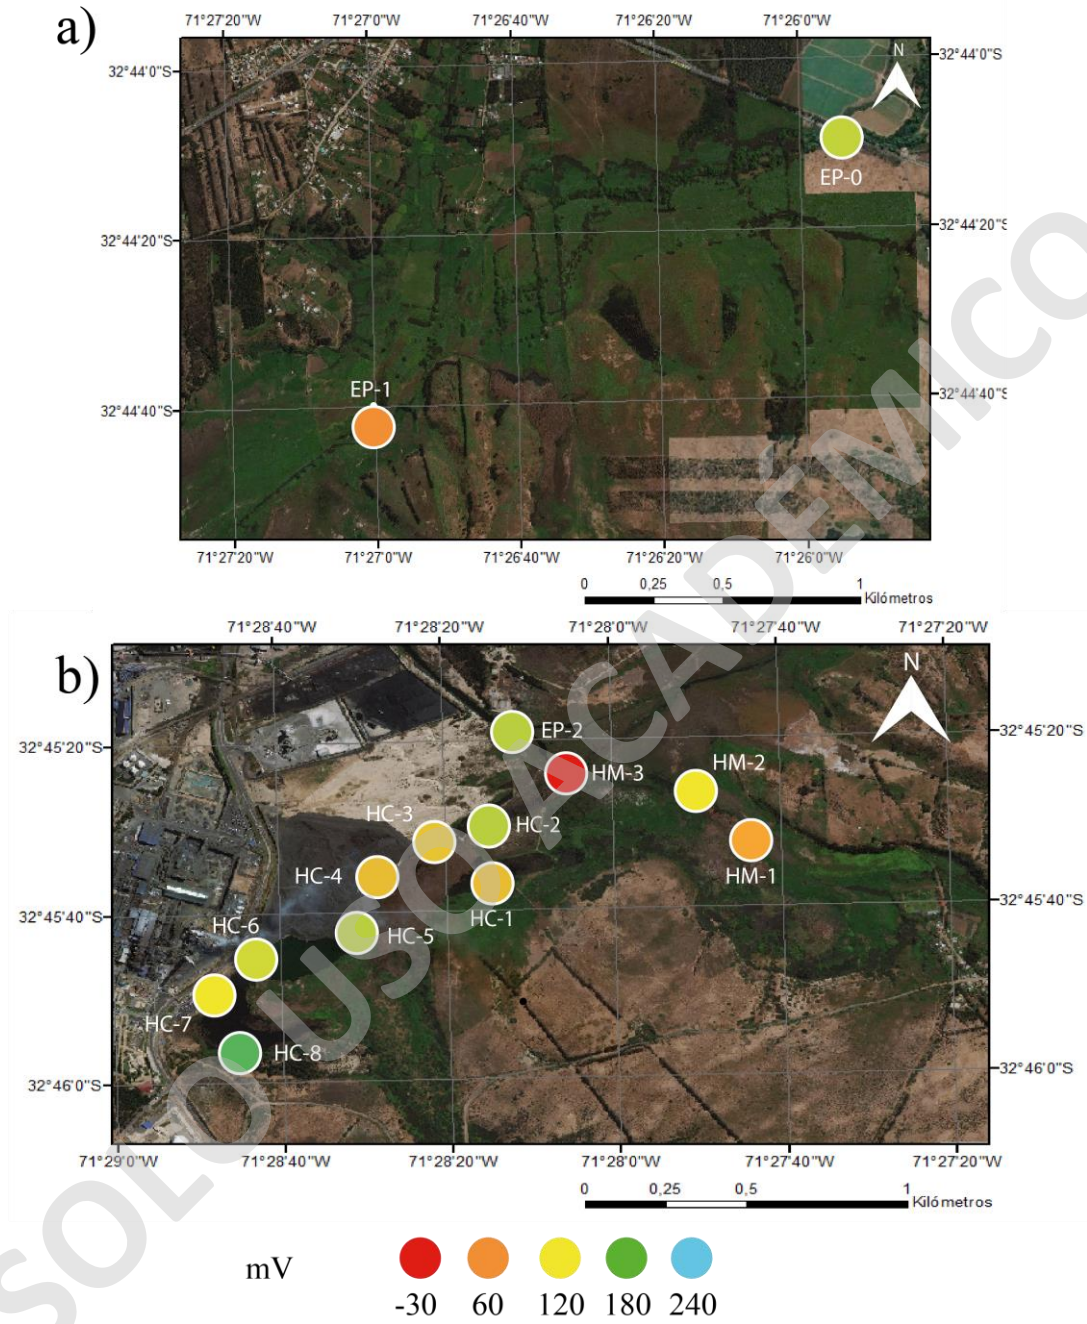 a)
71°27'20"W 71°27'0"W 71°26'40"W 71°26'20"W 71°26'0"W
32°44'0"S
32°44'0"S
N
EP-0
32°44'20"S
32°44'20"S
EP-1
32°44'40"S
32°44'40"S
71°27'20"W 71°27'0"W 71°26'40"W 71°26'20"W 71°26'0"W
0 0,25 0,5 1
Kilómetros
b)
71°28'40"W 71°28'20"W 71°28'0"W 71°27'40"W 71°27'20"W
N
EP-2
32°45'20"S
32°45'20"S
HM-3
HM-2
HC-3
HC-2
HC-4
HM-1
HC-1
32°45'40"S
32°45'40"S
HC-6
HC-5
HC-7
HC-8
32°46'0"S
32°46'0"S
71°29'0"W 71°28'40"W 71°28'20"W 71°28'0"W 71°27'40"W 71°27'20"W
0 0,25 0,5 1
Kilómetros
mV
-30 60 120 180 240
SOLO USO ACADÉMICO